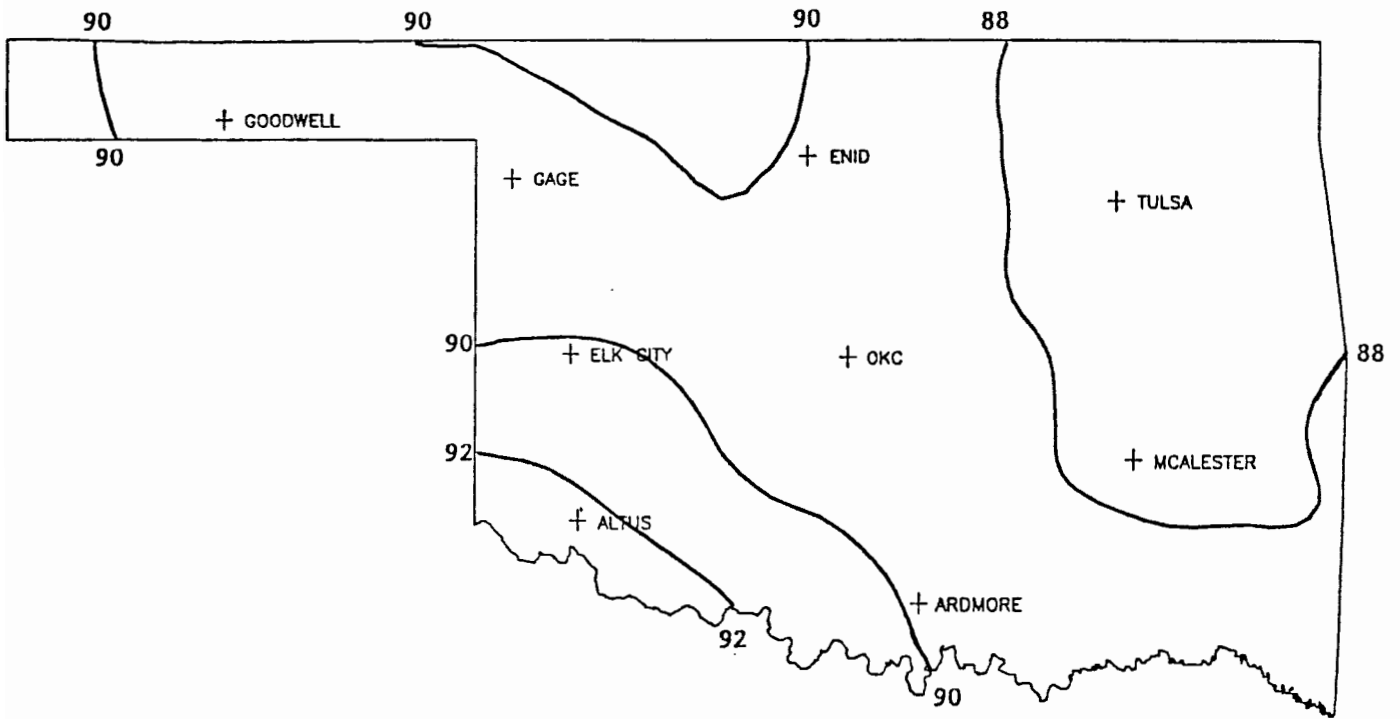 90 90 90 88
GOODWELL
90
ENID
GAGE
TULSA
90
ELK CITY
OKC
88
92
MCALESTER
ALTUS
ARDMORE
92
90